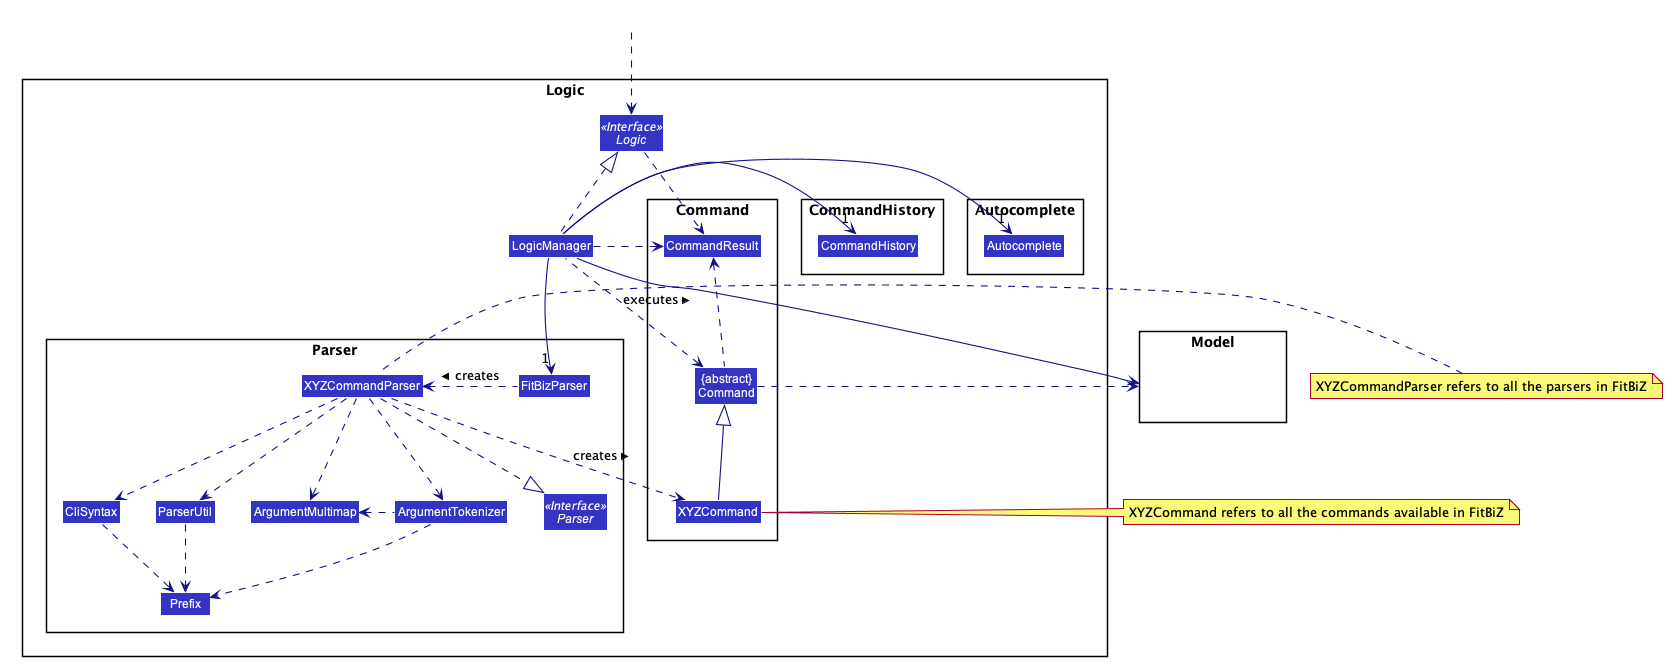 Logic
«Interface»
Logic
Command
CommandHistory
Autocomplete
1
1
LogicManager
CommandResult
CommandHistory
Autocomplete
executes ►
Parser
Model
1
XYZCommandParser
◄ creates
FitBizParser
{abstract}
Command
XYZCommandParser refers to all the parsers in FitBiZ
creates ►
CliSyntax
ParserUtil
ArgumentMultimap
ArgumentTokenizer
«Interface»
Parser
XYZCommand
XYZCommand refers to all the commands available in FitBiZ
Prefix